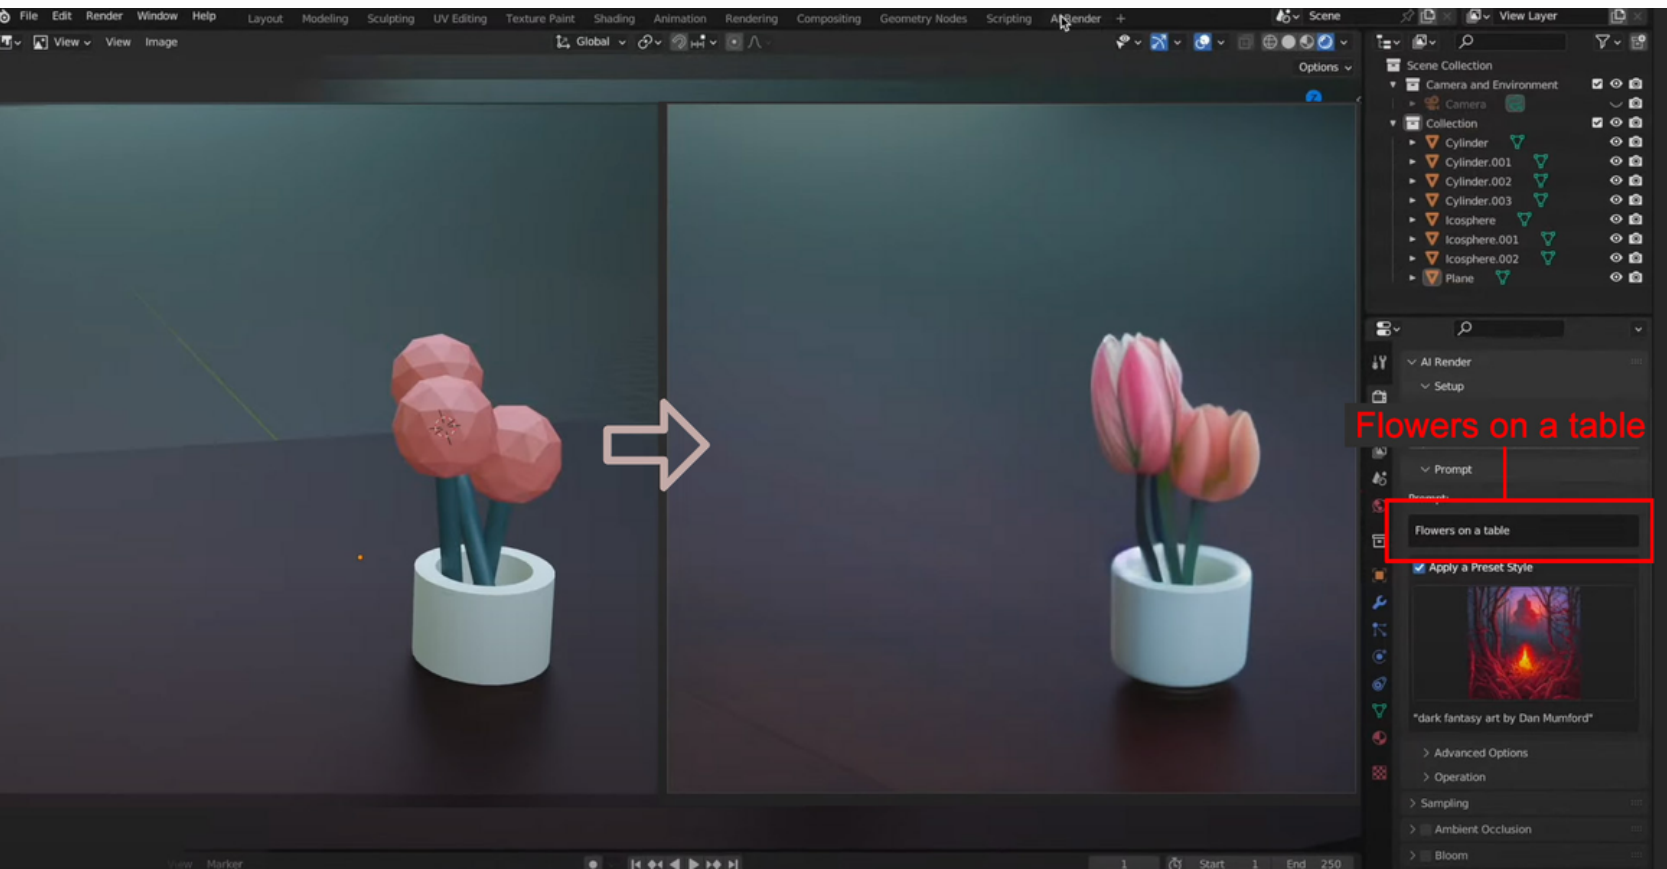 File Edit Render Window Help Layout Modeling Sculpting UV Editing Texture Paint Shading Animation Rendering Compositing Geometry Nodes Scripting AI Render + Scene View Layer
View View Image Global
Options
Scene Collection
Camera and Environment
Camera
Collection
Cylinder
Cylinder.001
Cylinder.002
Cylinder.003
Icosphere
Icosphere.001
Icosphere.002
Plane
AI Render
Setup
Flowers on a table
Prompt
Prompt:
Flowers on a table
Apply a Preset Style
"dark fantasy art by Dan Mumford"
Advanced Options
Operation
Sampling
Ambient Occlusion
Bloom
View Marker 1 Start 1 End 250